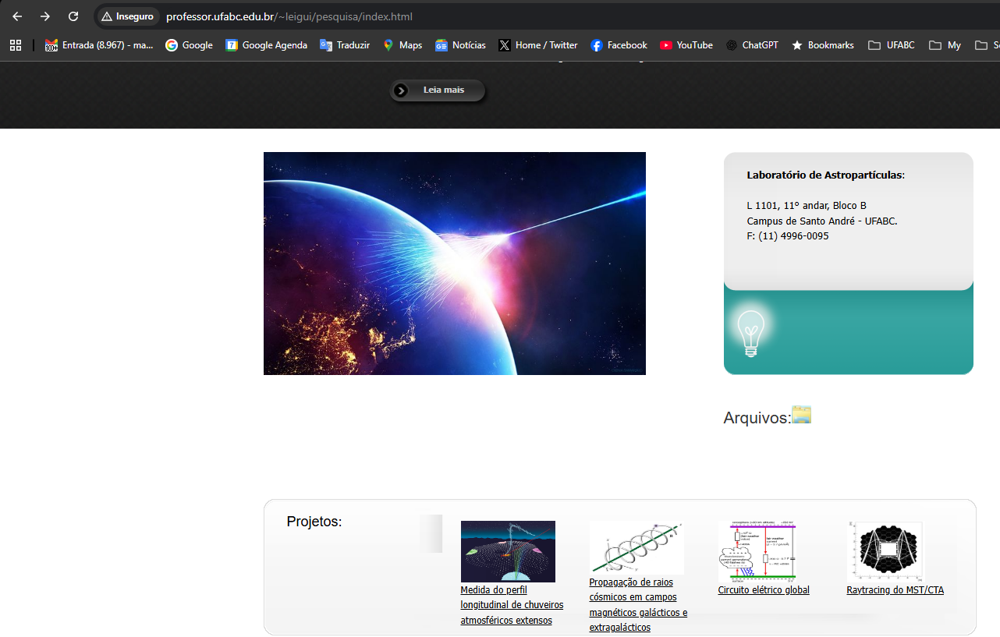 Inseguro
professor.ufabc.edu.br/~leigui/pesquisa/index.html
100+
Entrada (8.967) - ma...
Google
7
Google Agenda
Traduzir
Maps
Notícias
Home / Twitter
Facebook
YouTube
ChatGPT
Bookmarks
UFABC
My
Leia mais
Laboratório de Astropartículas:
L 1101, 11º andar, Bloco B
Campus de Santo André - UFABC.
F: (11) 4996-0095
Arquivos:
Projetos:
Medida do perfil
longitudinal de chuveiros
atmosféricos extensos
Propagação de raios
cósmicos em campos
magnéticos galácticos e
extragalácticos
Circuito elétrico global
Raytracing do MST/CTA